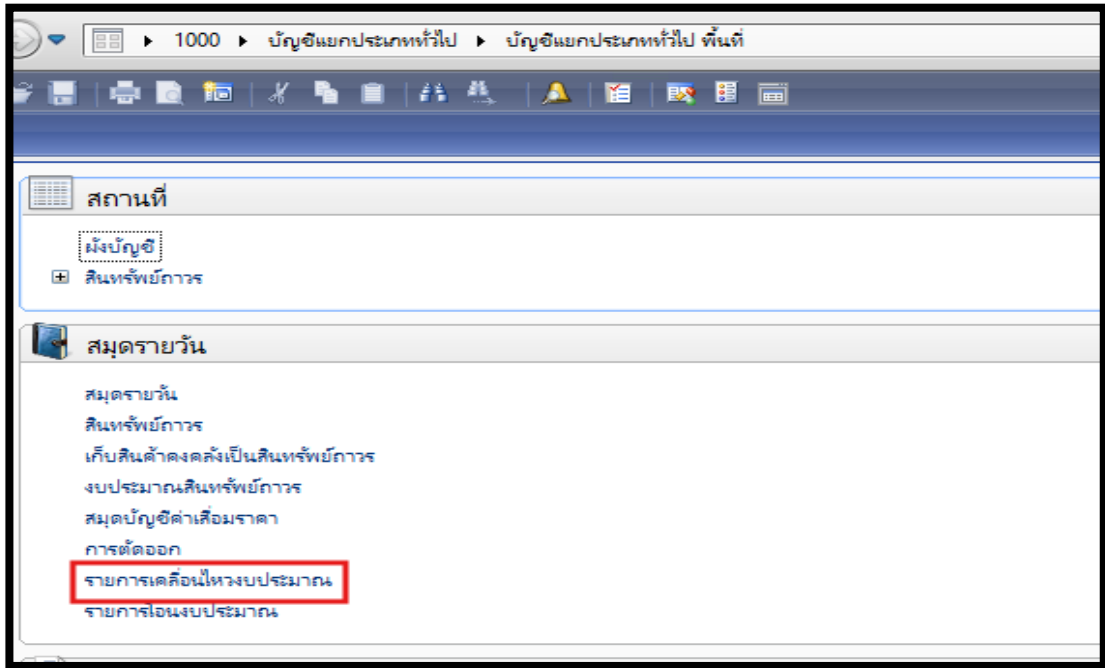 1000 บัญชีแยกประเภททั่วไป บัญชีแยกประเภททั่วไป พื้นที่
สถานที่
ผังบัญชี
สินทรัพย์ถาวร
สมุดรายวัน
สมุดรายวัน
สินทรัพย์ถาวร
เก็บสินค้าคงคลังเป็นสินทรัพย์ถาวร
งบประมาณสินทรัพย์ถาวร
สมุดบัญชีค่าเสื่อมราคา
การตัดออก
รายการเคลื่อนไหวงบประมาณ
รายการโอนงบประมาณ